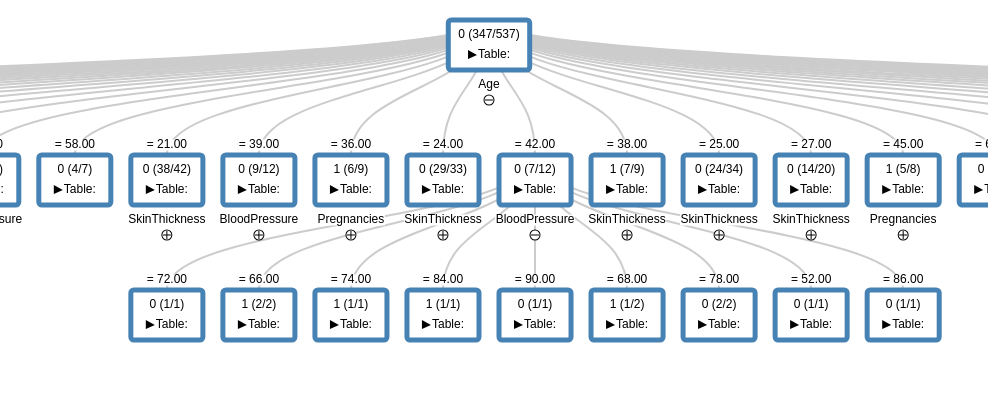 0 (347/537)
▶Table:
Age
⊖
= 58.00
= 21.00
= 39.00
= 36.00
= 24.00
= 42.00
= 38.00
= 25.00
= 27.00
= 45.00
0 (4/7)
0 (38/42)
0 (9/12)
1 (6/9)
0 (29/33)
0 (7/12)
1 (7/9)
0 (24/34)
0 (14/20)
1 (5/8)
▶Table:
▶Table:
▶Table:
▶Table:
▶Table:
▶Table:
▶Table:
▶Table:
▶Table:
▶Table:
SkinThickness
BloodPressure
Pregnancies
SkinThickness
BloodPressure
SkinThickness
SkinThickness
SkinThickness
Pregnancies
⊕
⊕
⊕
⊕
⊖
⊕
⊕
⊕
⊕
= 72.00
= 66.00
= 74.00
= 84.00
= 90.00
= 68.00
= 78.00
= 52.00
= 86.00
0 (1/1)
1 (2/2)
1 (1/1)
1 (1/1)
0 (1/1)
1 (1/2)
0 (2/2)
0 (1/1)
0 (1/1)
▶Table:
▶Table:
▶Table:
▶Table:
▶Table:
▶Table:
▶Table:
▶Table:
▶Table: